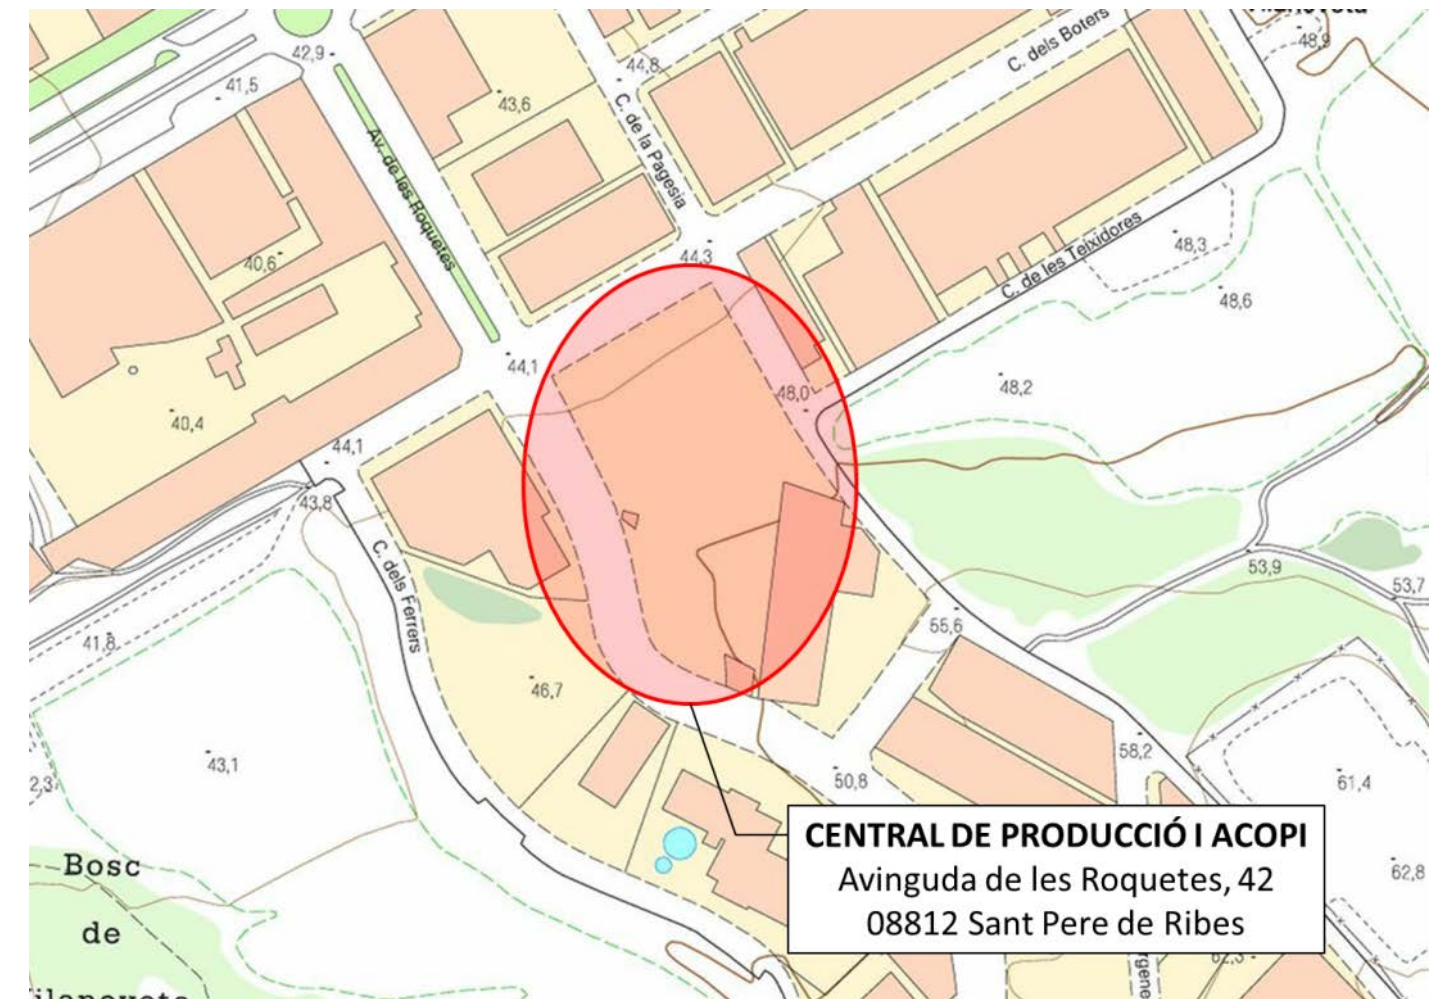 42,9
44,8
48,9
C. dels Boters
41,5
43,6
C. de la Pagesia
Av. de les Roquetes
40,6
44,3
C. de les Teixidores
48,3
48,6
44,1
48,0
48,2
40,4
44,1
43,8
C. dels Ferrers
53,9
53,7
55,6
41,8
46,7
43,1
58,2
50,8
61,4
62,8
CENTRAL DE PRODUCCIÓ I ACOPI
Avinguda de les Roquetes, 42
08812 Sant Pere de Ribes
Bosc
de
62,3